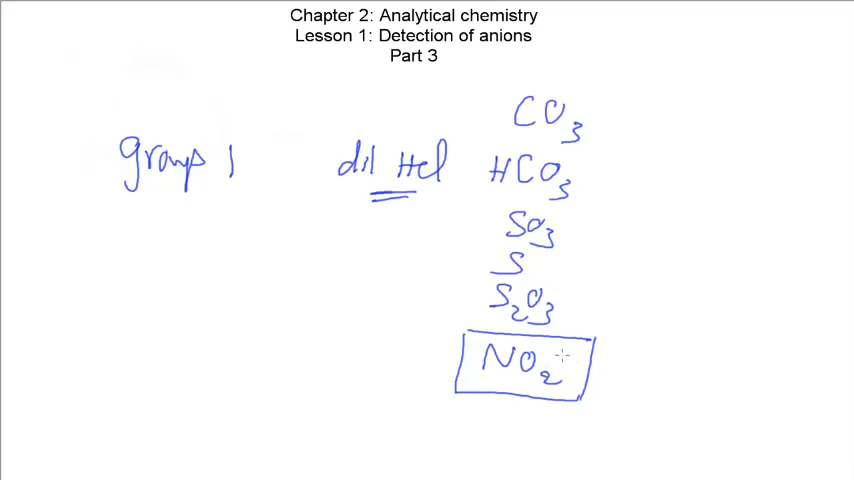 Chapter 2: Analytical chemistry
Lesson 1: Detection of anions
Part 3
CO3
group 1 dil Hcl HCO3
SO3
S
S2O3
NO2